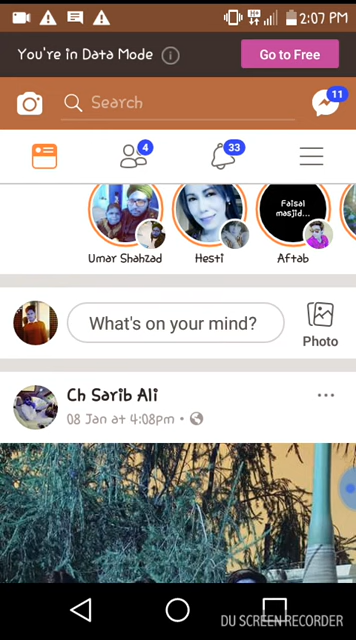 2:07 PM
You're in Data Mode
Go to Free
Search
11
4
33
Faisal
masjid...
Umar Shahzad
Hesti
Aftab
What's on your mind?
Photo
Ch Sarib Ali
08 Jan at 4:08pm
DU SCREEN RECORDER